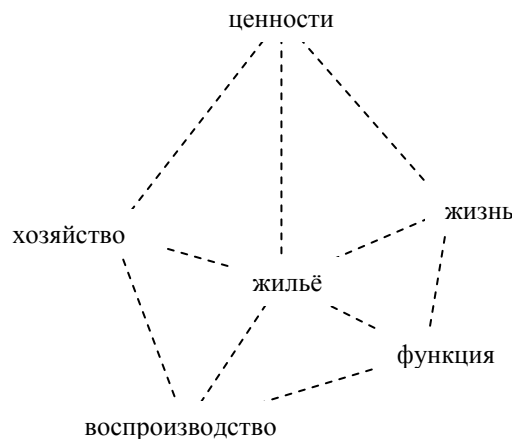 ценности
жизнь
хозяйство
жильё
функция
воспроизводство